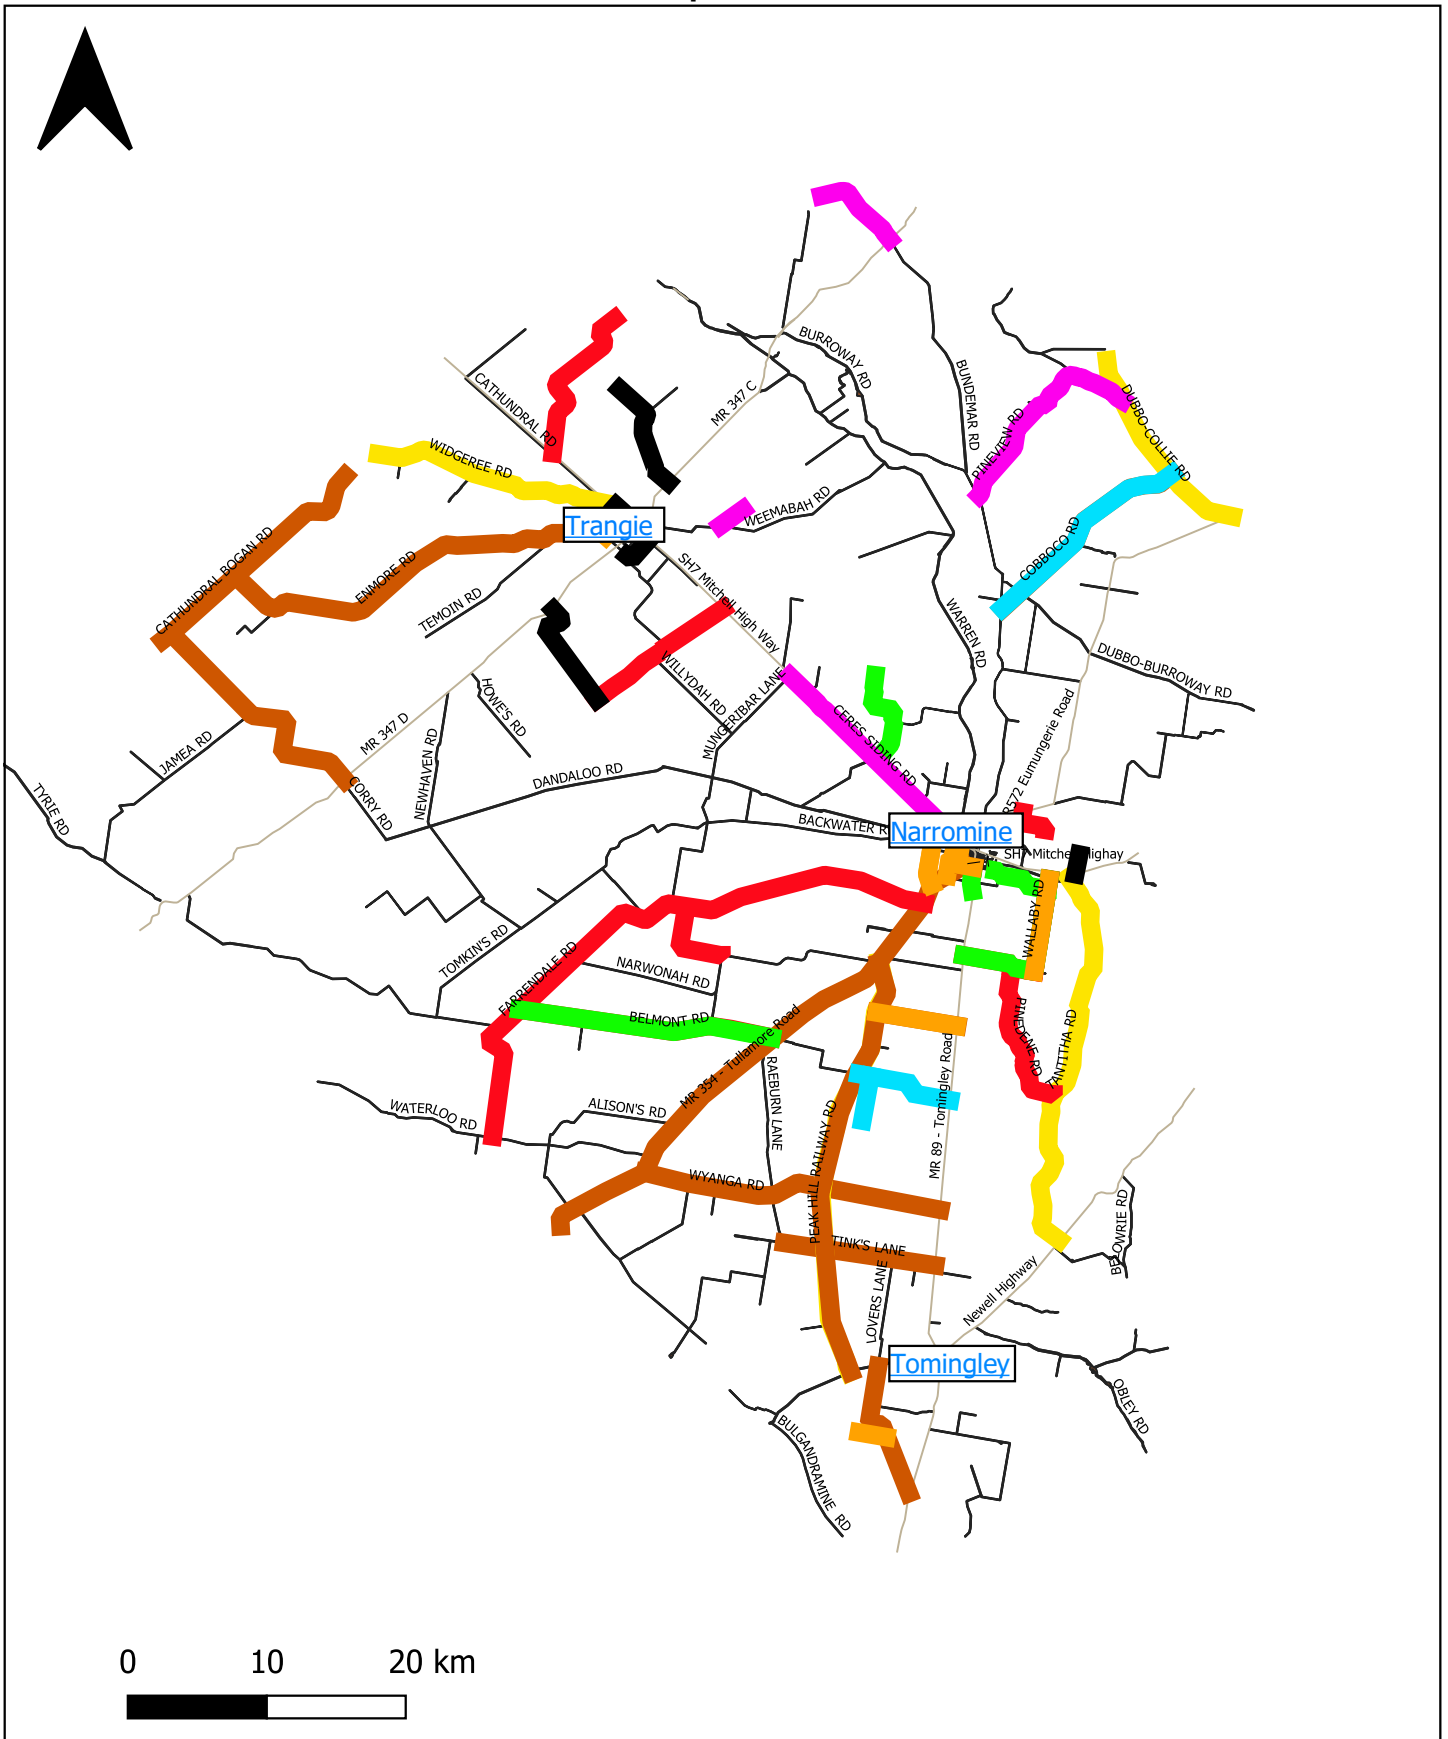 BURROWAY RD
BUNDEMAR RD
CATHUNDRAL RD
MR 347 C
DUBBO-COLLIE RD
PINEVIEW RD
WIDGEREE RD
WEEMABAH RD
Trangie
CATHUNDRAL BOGAN RD
ENMORE RD
COBBOCO RD
SH7 Mitchell High Way
TEMOIN RD
WARREN RD
DUBBO-BURROWAY RD
WILLYDAH RD
HOWE'S RD
MUNGERIBAR LANE
MR 347 D
JAMEA RD
CERES SIDING RD
R572 Eumungerie Road
NEWHAVEN RD
DANDALOO RD
CORRY RD
TYRIE RD
BACKWATER R
Narromine
SH7 Mitche ighay
WALLABY RD
TOMKIN'S RD
FARRENDALE RD
NARWONAH RD
BELMONT RD
PINEDENE RD
TANTITHA RD
MR 354 - Tullamore Road
RAEBURN LANE
MR 89 - Tomingley Road
WATERLOO RD
ALISON'S RD
PEAK HILL RAILWAY RD
WYANGA RD
BELOWRIE RD
TINK'S LANE
LOVERS LANE
Newell Highway
Tomingley
OBLEY RD
BULGANDRAMINE RD
0 10 20 km